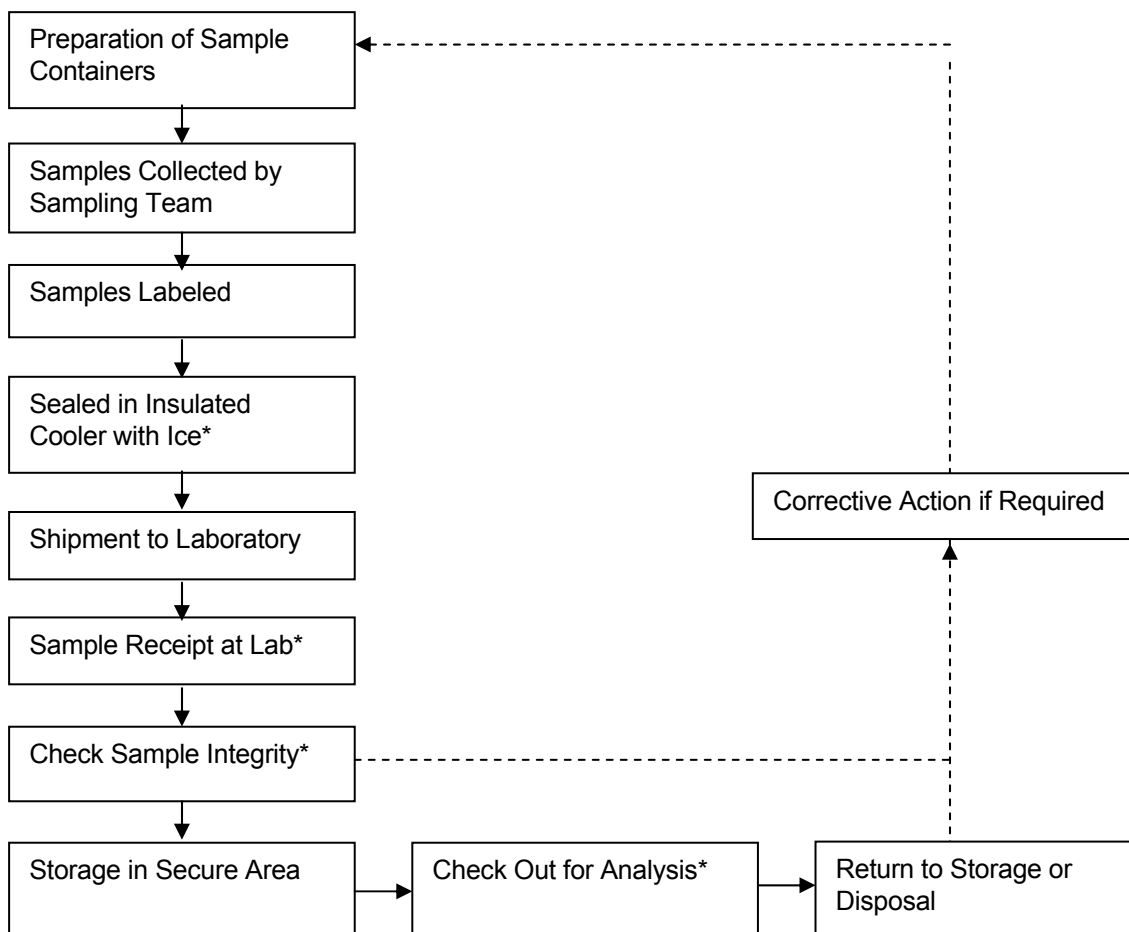 Preparation of Sample
Containers
Samples Collected by
Sampling Team
Samples Labeled
Sealed in Insulated
Cooler with Ice*
Corrective Action if Required
Shipment to Laboratory
Sample Receipt at Lab*
Check Sample Integrity*
Storage in Secure Area
Check Out for Analysis*
Return to Storage or
Disposal